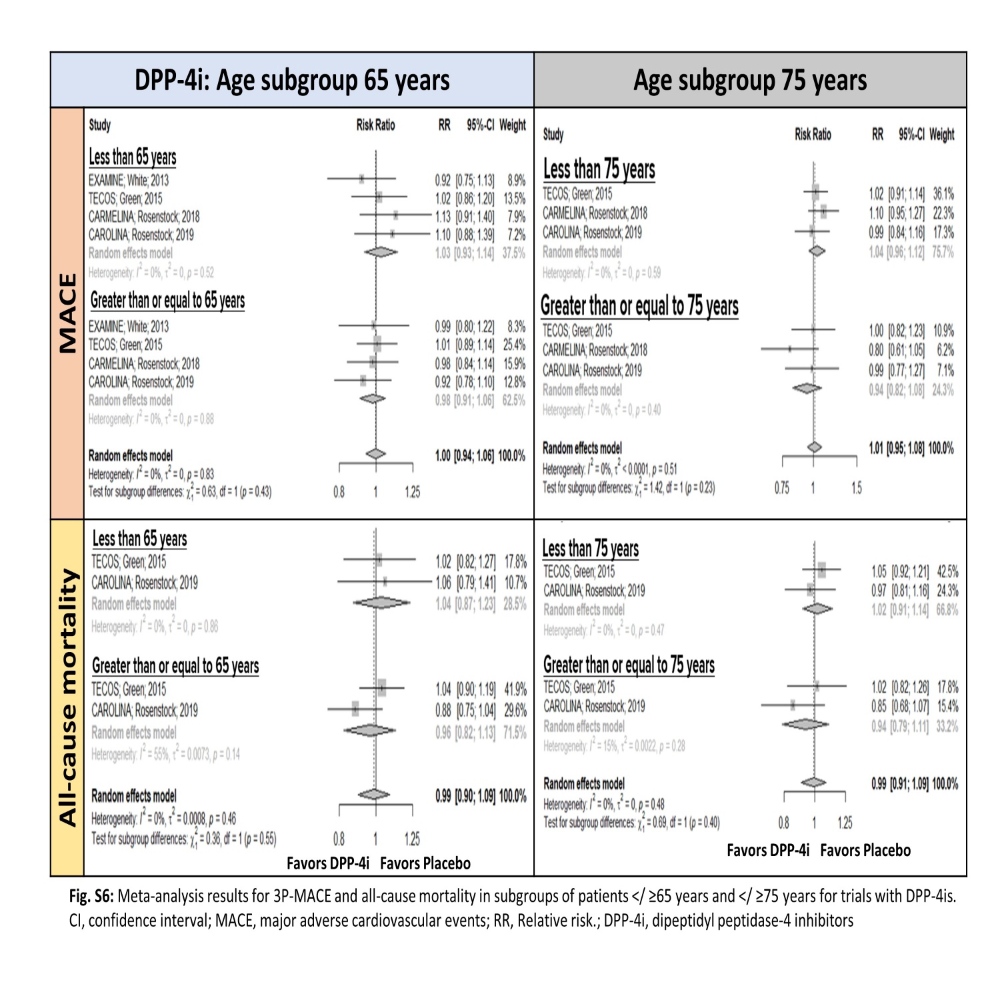 DPP-4i: Age subgroup 65 years
Age subgroup 75 years
MACE
Study Risk Ratio RR 95%-CI Weight
Less than 65 years
EXAMINE; White; 2013 0.92 [0.75; 1.13] 8.9%
TECOS; Green; 2015 1.02 [0.86; 1.20] 13.5%
CARMELINA; Rosenstock; 2018 1.13 [0.91; 1.40] 7.9%
CAROLINA; Rosenstock; 2019 1.10 [0.88; 1.39] 7.2%
Random effects model 1.03 [0.93; 1.14] 37.5%
Heterogeneity: I² = 0%, τ² = 0, p = 0.52
Greater than or equal to 65 years
EXAMINE; White; 2013 0.99 [0.80; 1.22] 8.3%
TECOS; Green; 2015 1.01 [0.89; 1.14] 25.4%
CARMELINA; Rosenstock; 2018 0.98 [0.84; 1.14] 15.9%
CAROLINA; Rosenstock; 2019 0.92 [0.78; 1.10] 12.8%
Random effects model 0.98 [0.91; 1.06] 62.5%
Heterogeneity: I² = 0%, τ² = 0, p = 0.88
Random effects model 1.00 [0.94; 1.06] 100.0%
Heterogeneity: I² = 0%, τ² = 0, p = 0.83
Test for subgroup differences: χ₁² = 0.63, df = 1 (p = 0.43)
0.8 1 1.25
Study Risk Ratio RR 95%-CI Weight
Less than 75 years
TECOS; Green; 2015 1.02 [0.91; 1.14] 36.1%
CARMELINA; Rosenstock; 2018 1.10 [0.95; 1.27] 22.3%
CAROLINA; Rosenstock; 2019 0.99 [0.84; 1.16] 17.3%
Random effects model 1.04 [0.96; 1.12] 75.7%
Heterogeneity: I² = 0%, τ² = 0, p = 0.59
Greater than or equal to 75 years
TECOS; Green; 2015 1.00 [0.82; 1.23] 10.9%
CARMELINA; Rosenstock; 2018 0.80 [0.61; 1.05] 6.2%
CAROLINA; Rosenstock; 2019 0.99 [0.77; 1.27] 7.1%
Random effects model 0.94 [0.82; 1.08] 24.3%
Heterogeneity: I² = 0%, τ² = 0, p = 0.40
Random effects model 1.01 [0.95; 1.08] 100.0%
Heterogeneity: I² = 0%, τ² < 0.0001, p = 0.51
Test for subgroup differences: χ₁² = 1.42, df = 1 (p = 0.23)
0.75 1 1.5
All-cause mortality
Less than 65 years
TECOS; Green; 2015 1.02 [0.82; 1.27] 17.8%
CAROLINA; Rosenstock; 2019 1.06 [0.79; 1.41] 10.7%
Random effects model 1.04 [0.87; 1.23] 28.5%
Heterogeneity: I² = 0%, τ² = 0, p = 0.86
Greater than or equal to 65 years
TECOS; Green; 2015 1.04 [0.90; 1.19] 41.9%
CAROLINA; Rosenstock; 2019 0.88 [0.75; 1.04] 29.6%
Random effects model 0.96 [0.82; 1.13] 71.5%
Heterogeneity: I² = 55%, τ² = 0.0073, p = 0.14
Random effects model 0.99 [0.90; 1.09] 100.0%
Heterogeneity: I² = 0%, τ² = 0.0008, p = 0.46
Test for subgroup differences: χ₁² = 0.36, df = 1 (p = 0.55)
0.8 1 1.25
Favors DPP-4i Favors Placebo
Less than 75 years
TECOS; Green; 2015 1.05 [0.92; 1.21] 42.5%
CAROLINA; Rosenstock; 2019 0.97 [0.81; 1.16] 24.3%
Random effects model 1.02 [0.91; 1.14] 66.8%
Heterogeneity: I² = 0%, τ² = 0, p = 0.47
Greater than or equal to 75 years
TECOS; Green; 2015 1.02 [0.82; 1.26] 17.8%
CAROLINA; Rosenstock; 2019 0.85 [0.68; 1.07] 15.4%
Random effects model 0.94 [0.79; 1.11] 33.2%
Heterogeneity: I² = 15%, τ² = 0.0022, p = 0.28
Random effects model 0.99 [0.91; 1.09] 100.0%
Heterogeneity: I² = 0%, τ² = 0, p = 0.48
Test for subgroup differences: χ₁² = 0.69, df = 1 (p = 0.40)
0.8 1 1.25
Favors DPP-4i Favors Placebo
Fig. S6: Meta-analysis results for 3P-MACE and all-cause mortality in subgroups of patients </ ≥65 years and </ ≥75 years for trials with DPP-4is.
CI, confidence interval; MACE, major adverse cardiovascular events; RR, Relative risk.; DPP-4i, dipeptidyl peptidase-4 inhibitors